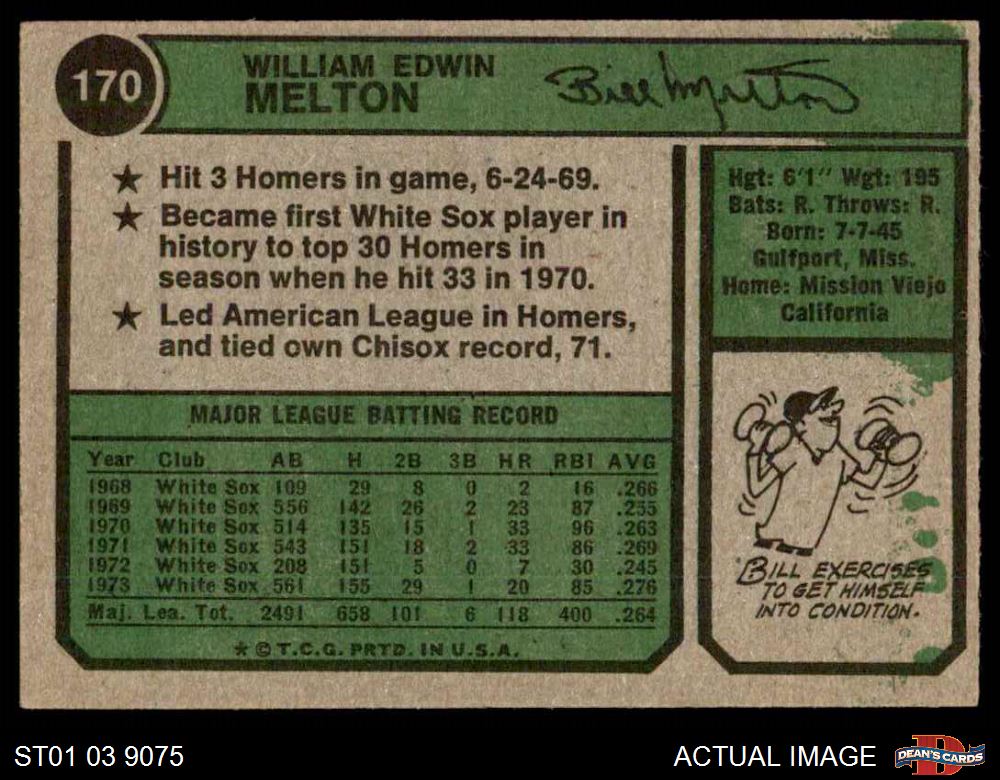 170
WILLIAM EDWIN
MELTON
Bill Melton
★ Hit 3 Homers in game, 6-24-69.
★ Became first White Sox player in
history to top 30 Homers in
season when he hit 33 in 1970.
★ Led American League in Homers,
and tied own Chisox record, 71.
Hgt: 6'1" Wgt: 195
Bats: R. Throws: R.
Born: 7-7-45
Gulfport, Miss.
Home: Mission Viejo
California
MAJOR LEAGUE BATTING RECORD
Year Club AB H 2B 3B HR RBI AVG
1968 White Sox 109 29 8 0 2 16 .266
1969 White Sox 556 142 26 2 23 87 .255
1970 White Sox 514 135 15 1 33 96 .263
1971 White Sox 543 151 18 2 33 86 .269
1972 White Sox 208 151 5 0 7 30 .245
1973 White Sox 561 155 29 1 20 85 .276
Maj. Lea. Tot. 2491 658 101 6 118 400 .264
★ © T.C.G. PRTD. IN U.S.A.
BILL EXERCISES
TO GET HIMSELF
INTO CONDITION.
ST01 03 9075
ACTUAL IMAGE
D
DEAN'S CARDS